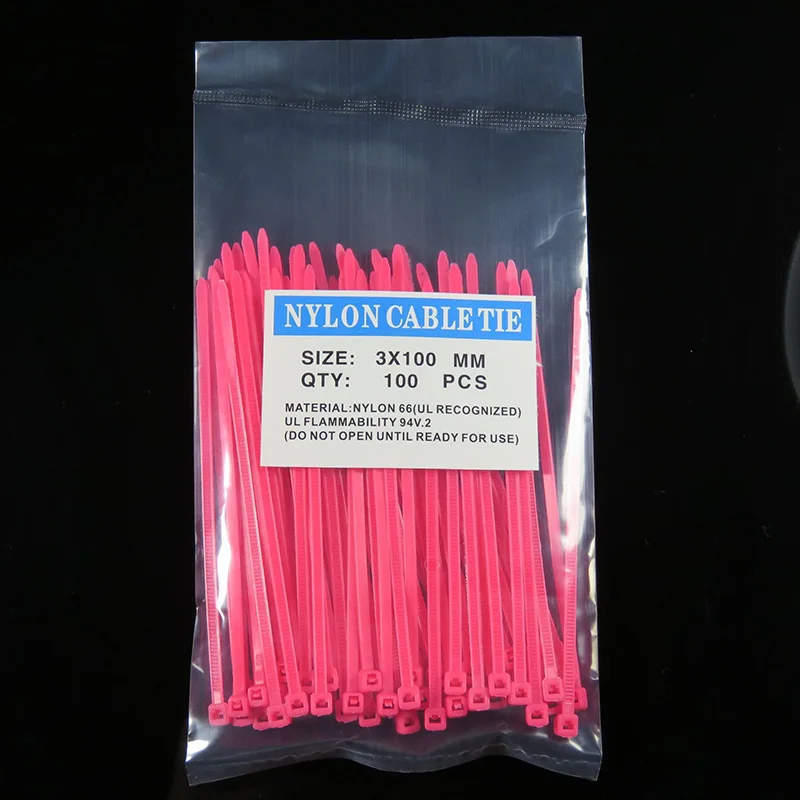 NYLON CABLE TIE
SIZE: 3X100 MM
QTY: 100 PCS
MATERIAL:NYLON 66(UL RECOGNIZED)
UL FLAMMABILITY 94V.2
(DO NOT OPEN UNTIL READY FOR USE)